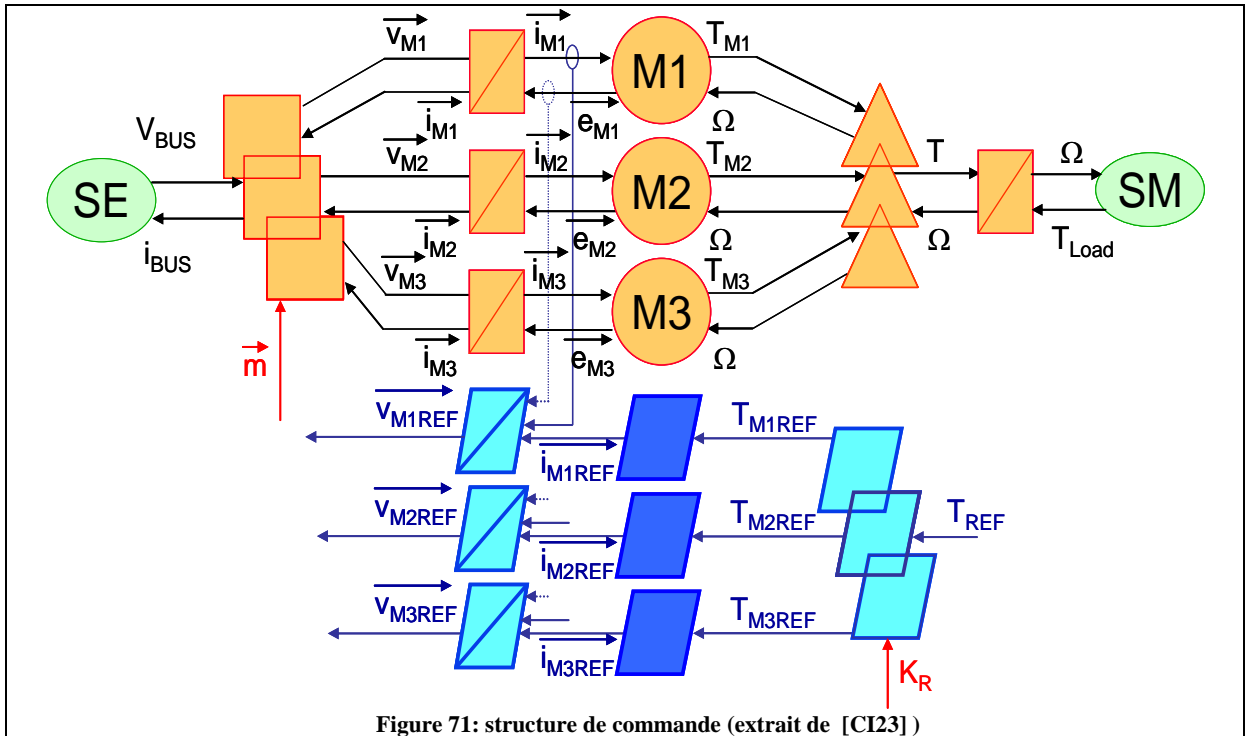 v_M1
i_M1
T_M1
M1
V_BUS
i_M1
e_M1
Ω
v_M2
i_M2
T_M2
T
Ω
SE
M2
SM
i_BUS
i_M2
e_M2
Ω
Ω
T_Load
v_M3
i_M3
T_M3
M3
m
i_M3
e_M3
Ω
v_M1REF
T_M1REF
i_M1REF
v_M2REF
T_M2REF
T_REF
i_M2REF
v_M3REF
T_M3REF
i_M3REF
K_R
Figure 71: structure de commande (extrait de [CI23] )